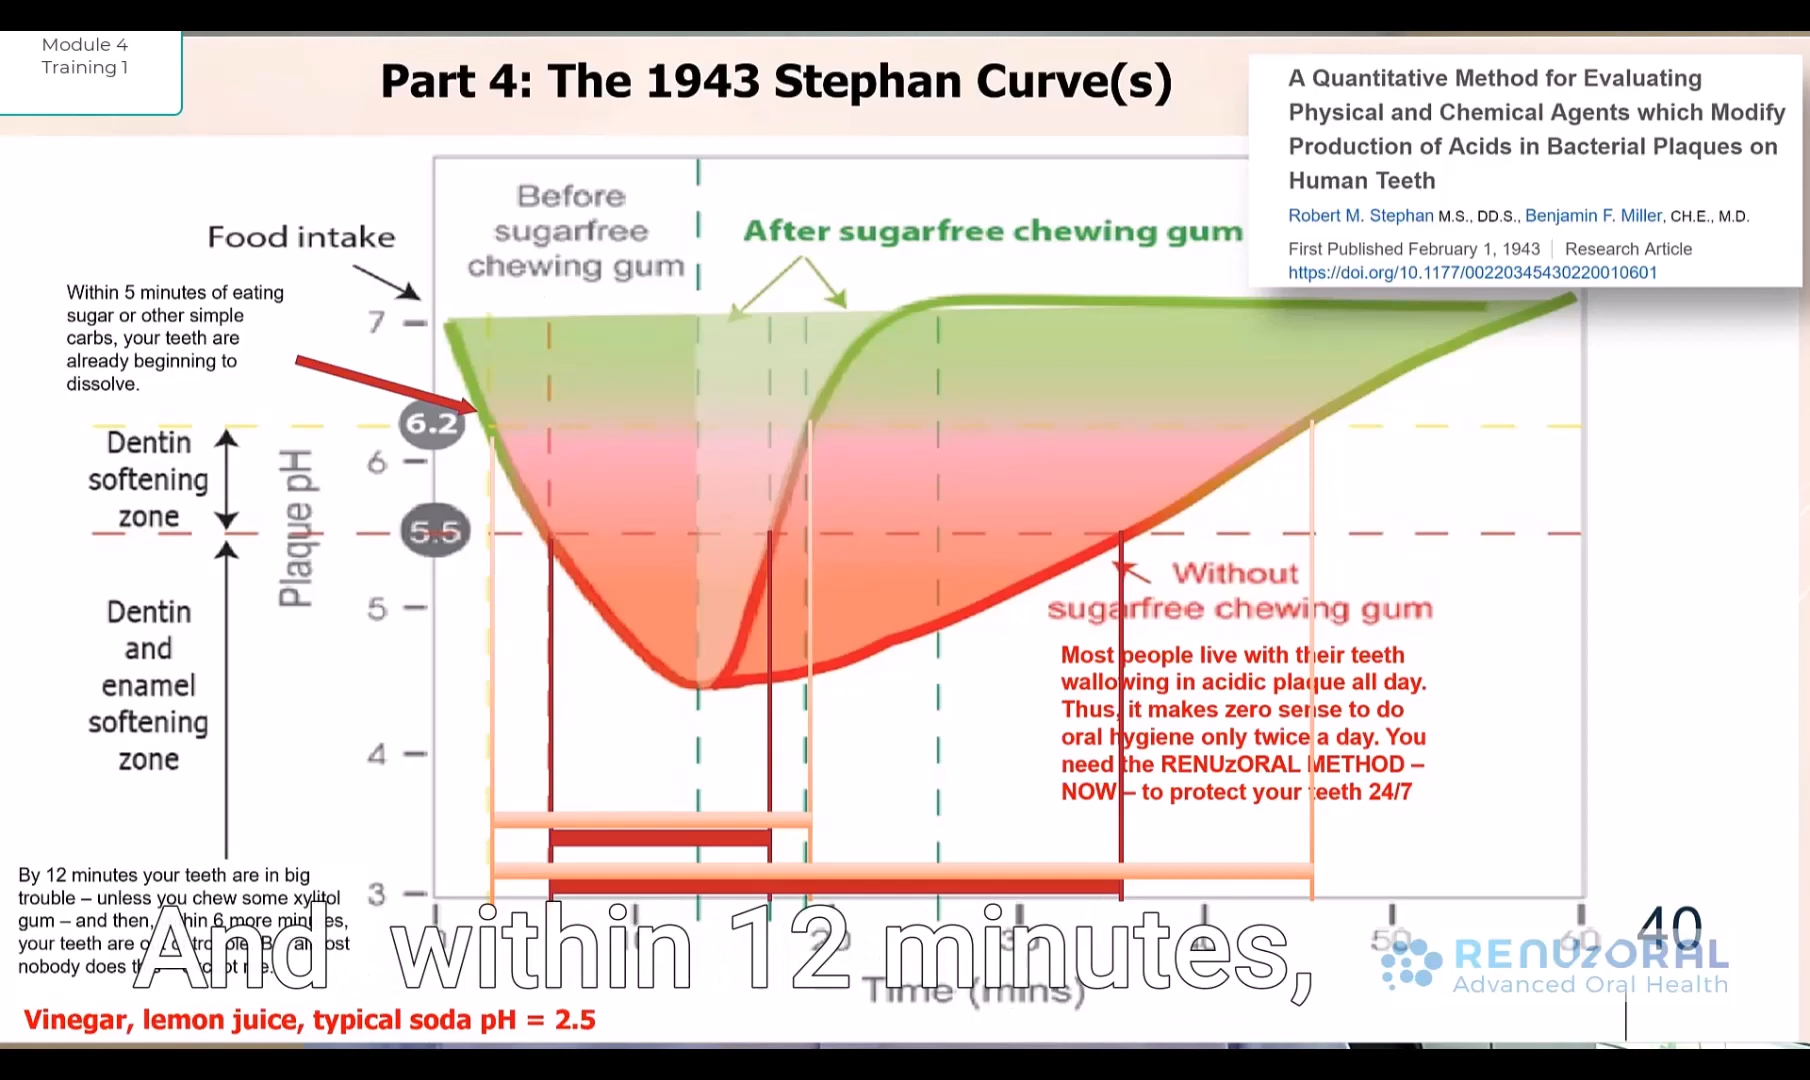 Module 4
Training 1
Part 4: The 1943 Stephan Curve(s)
A Quantitative Method for Evaluating
Physical and Chemical Agents which Modify
Production of Acids in Bacterial Plaques on
Human Teeth
Robert M. Stephan M.S., DD.S., Benjamin F. Miller, CH.E., M.D.
First Published February 1, 1943 | Research Article
https://doi.org/10.1177/00220345430220010601
Food intake
Before
sugarfree
chewing gum
After sugarfree chewing gum
Within 5 minutes of eating
sugar or other simple
carbs, your teeth are
already beginning to
dissolve.
7
6.2
6
5.5
5
4
3
Plaque pH
Dentin
softening
zone
Dentin
and
enamel
softening
zone
Without
sugarfree chewing gum
Most people live with their teeth
wallowing in acidic plaque all day.
Thus, it makes zero sense to do
oral hygiene only twice a day. You
need the RENUzORAL METHOD –
NOW – to protect your teeth 24/7
By 12 minutes your teeth are in big
trouble – unless you chew some xylitol
gum – and then, within 6 more minutes,
your teeth are
nobody does
And within 12 minutes,
20
50
60
Time (mins)
40
RENUzORAL
Advanced Oral Health
Vinegar, lemon juice, typical soda pH = 2.5